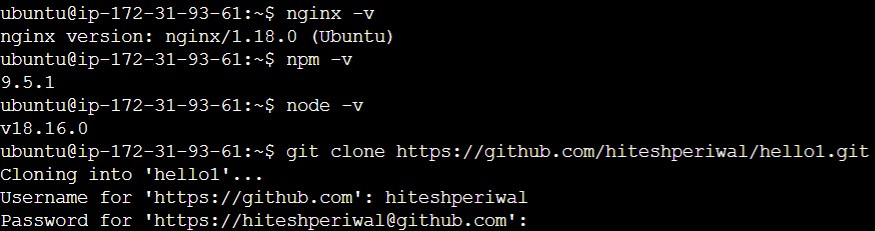 ubuntu@ip-172-31-93-61:~$ nginx -v
nginx version: nginx/1.18.0 (Ubuntu)
ubuntu@ip-172-31-93-61:~$ npm -v
9.5.1
ubuntu@ip-172-31-93-61:~$ node -v
v18.16.0
ubuntu@ip-172-31-93-61:~$ git clone https://github.com/hiteshperiwal/hello1.git
Cloning into 'hello1'...
Username for 'https://github.com': hiteshperiwal
Password for 'https://hiteshperiwal@github.com':